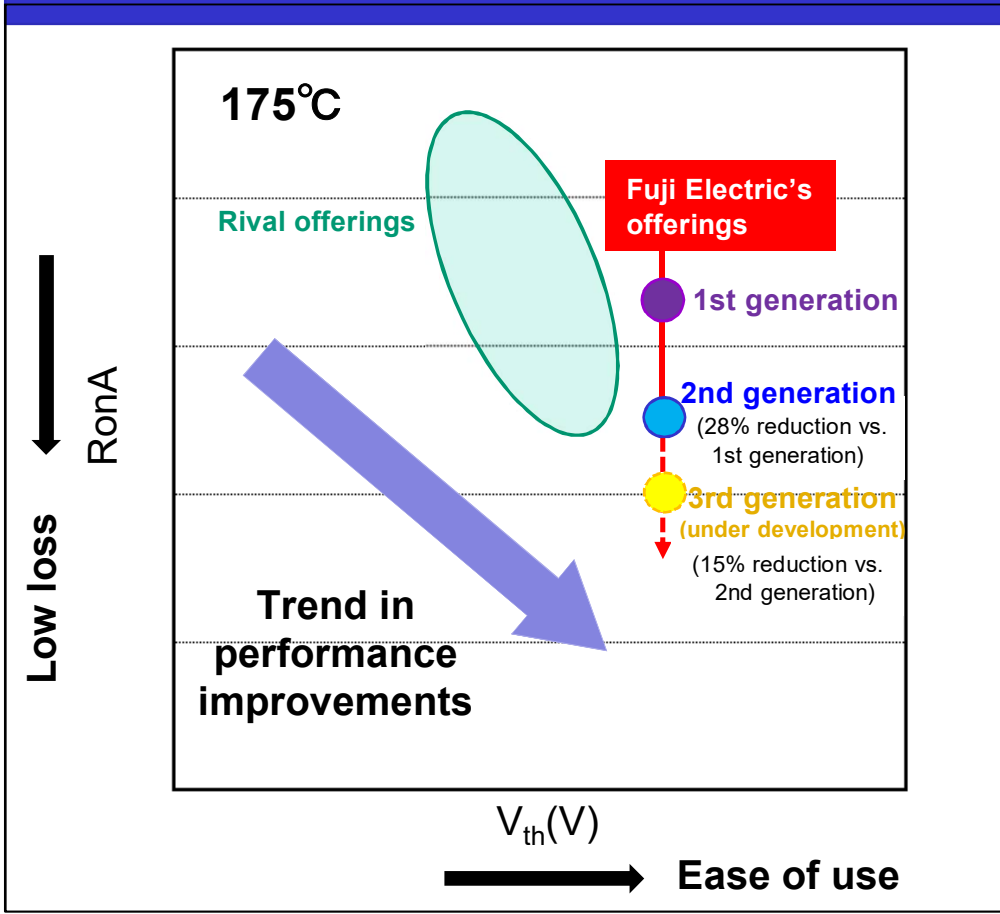 175℃
Fuji Electric's
offerings
Rival offerings
1st generation
2nd generation
(28% reduction vs.
1st generation)
3rd generation
(under development)
(15% reduction vs.
2nd generation)
RonA
Low loss
Trend in
performance
improvements
Vth(V)
Ease of use